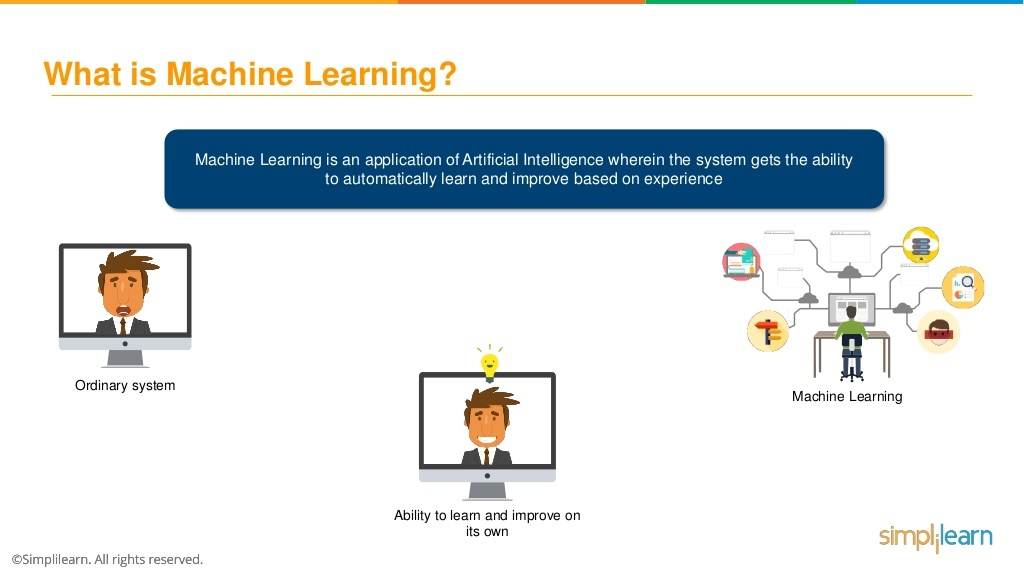 What is Machine Learning?
Machine Learning is an application of Artificial Intelligence wherein the system gets the ability
to automatically learn and improve based on experience
Ordinary system
Machine Learning
Ability to learn and improve on
its own
©Simplilearn. All rights reserved.
simplilearn